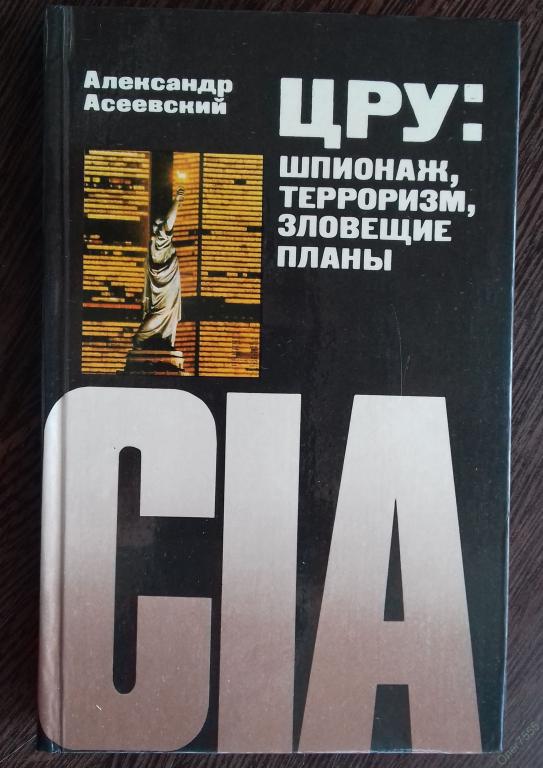 Александр
Асеевский
ЦРУ:
ШПИОНАЖ,
ТЕРРОРИЗМ,
ЗЛОВЕЩИЕ
ПЛАНЫ
CIA